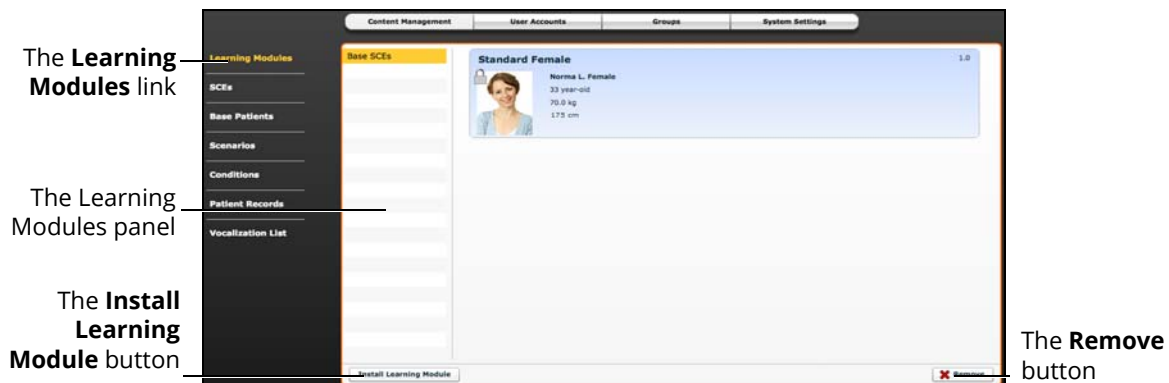 Content Management User Accounts Groups System Settings
The Learning
Modules link
Learning Modules
SCEs
Base Patients
Scenarios
Conditions
Patient Records
Vocalization List
Base SCEs
Standard Female 1.0
Norma L. Female
33 year-old
70.0 kg
175 cm
The Learning
Modules panel
The Install
Learning
Module button
Install Learning Module
Remove
The Remove
button